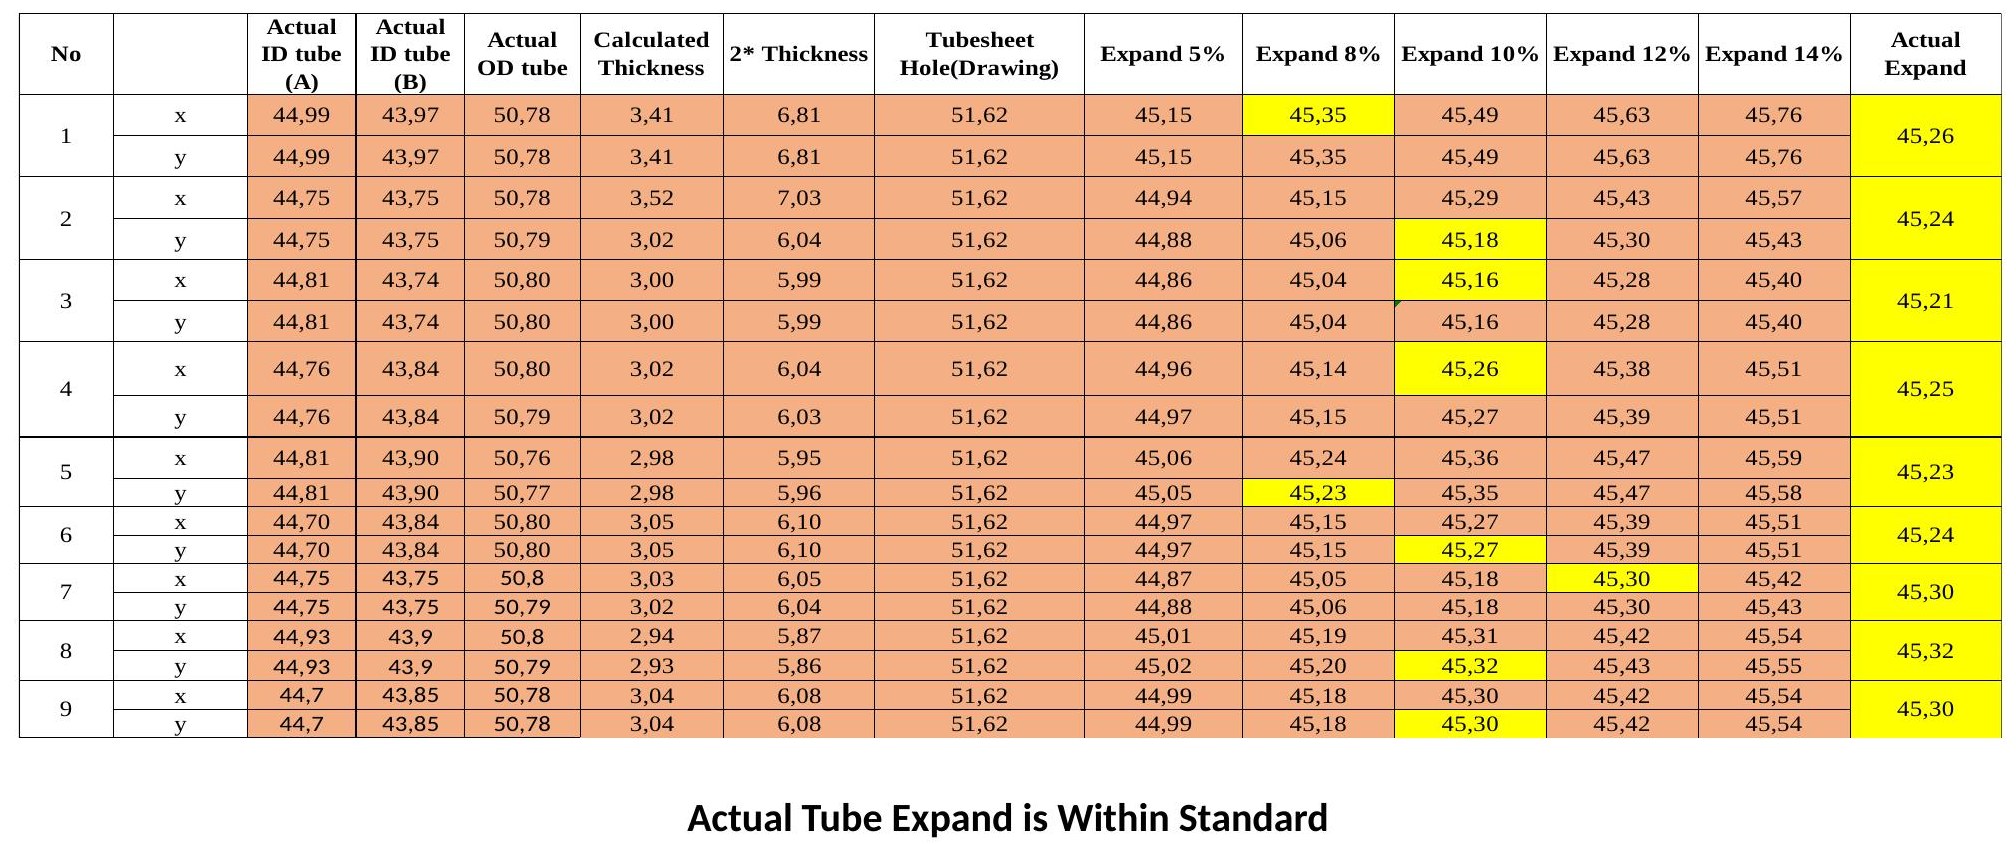 No Actual ID tube (A) Actual ID tube (B) Actual OD tube Calculated Thickness 2* Thickness Tubesheet Hole(Drawing) Expand 5% Expand 8% Expand 10% Expand 12% Expand 14% Actual Expand
1 x 44,99 43,97 50,78 3,41 6,81 51,62 45,15 45,35 45,49 45,63 45,76 45,26
y 44,99 43,97 50,78 3,41 6,81 51,62 45,15 45,35 45,49 45,63 45,76
2 x 44,75 43,75 50,78 3,52 7,03 51,62 44,94 45,15 45,29 45,43 45,57 45,24
y 44,75 43,75 50,79 3,02 6,04 51,62 44,88 45,06 45,18 45,30 45,43
3 x 44,81 43,74 50,80 3,00 5,99 51,62 44,86 45,04 45,16 45,28 45,40 45,21
y 44,81 43,74 50,80 3,00 5,99 51,62 44,86 45,04 45,16 45,28 45,40
4 x 44,76 43,84 50,80 3,02 6,04 51,62 44,96 45,14 45,26 45,38 45,51 45,25
y 44,76 43,84 50,79 3,02 6,03 51,62 44,97 45,15 45,27 45,39 45,51
5 x 44,81 43,90 50,76 2,98 5,95 51,62 45,06 45,24 45,36 45,47 45,59 45,23
y 44,81 43,90 50,77 2,98 5,96 51,62 45,05 45,23 45,35 45,47 45,58
6 x 44,70 43,84 50,80 3,05 6,10 51,62 44,97 45,15 45,27 45,39 45,51 45,24
y 44,70 43,84 50,80 3,05 6,10 51,62 44,97 45,15 45,27 45,39 45,51
7 x 44,75 43,75 50,8 3,03 6,05 51,62 44,87 45,05 45,18 45,30 45,42 45,30
y 44,75 43,75 50,79 3,02 6,04 51,62 44,88 45,06 45,18 45,30 45,43
8 x 44,93 43,9 50,8 2,94 5,87 51,62 45,01 45,19 45,31 45,42 45,54 45,32
y 44,93 43,9 50,79 2,93 5,86 51,62 45,02 45,20 45,32 45,43 45,55
9 x 44,7 43,85 50,78 3,04 6,08 51,62 44,99 45,18 45,30 45,42 45,54 45,30
y 44,7 43,85 50,78 3,04 6,08 51,62 44,99 45,18 45,30 45,42 45,54
Actual Tube Expand is Within Standard